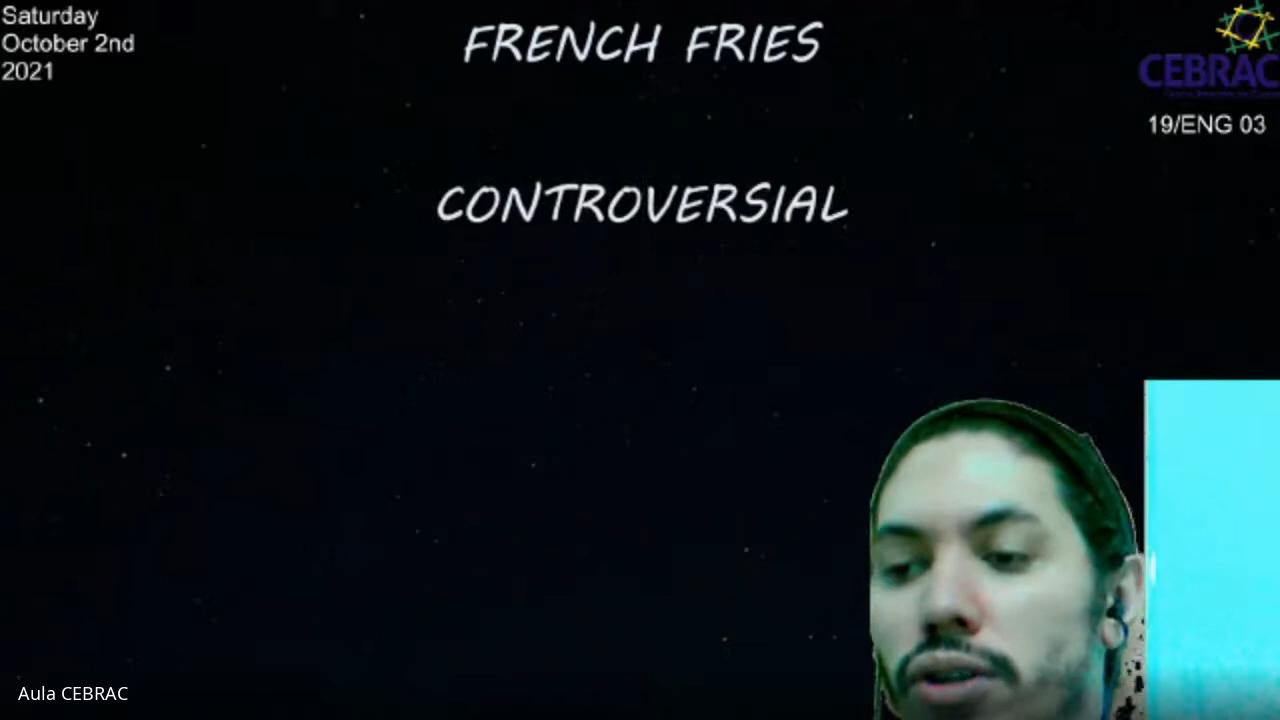 Saturday
October 2nd
2021
FRENCH FRIES
CEBRAC
19/ENG 03
CONTROVERSIAL
Aula CEBRAC